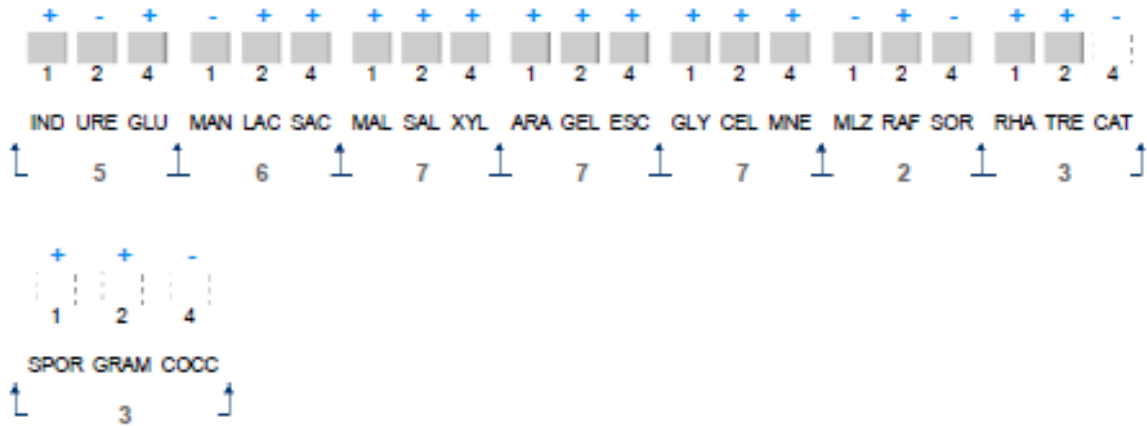 + - + - + + + + + + + + + + + - + - + + -
1 2 4 1 2 4 1 2 4 1 2 4 1 2 4 1 2 4 1 2 4
IND URE GLU MAN LAC SAC MAL SAL XYL ARA GEL ESC GLY CEL MNE MLZ RAF SOR RHA TRE CAT
5 6 7 7 7 2 3
+ + -
1 2 4
SPOR GRAM COCC
3